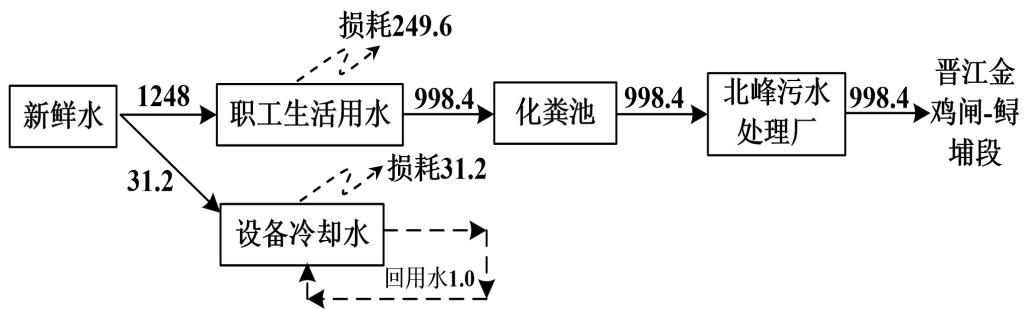 损耗249.6
新鲜水
1248
职工生活用水
998.4
化粪池
998.4
北峰污水
处理厂
998.4
晋江金
鸡闸-鲟
埔段
31.2
损耗31.2
设备冷却水
回用水1.0